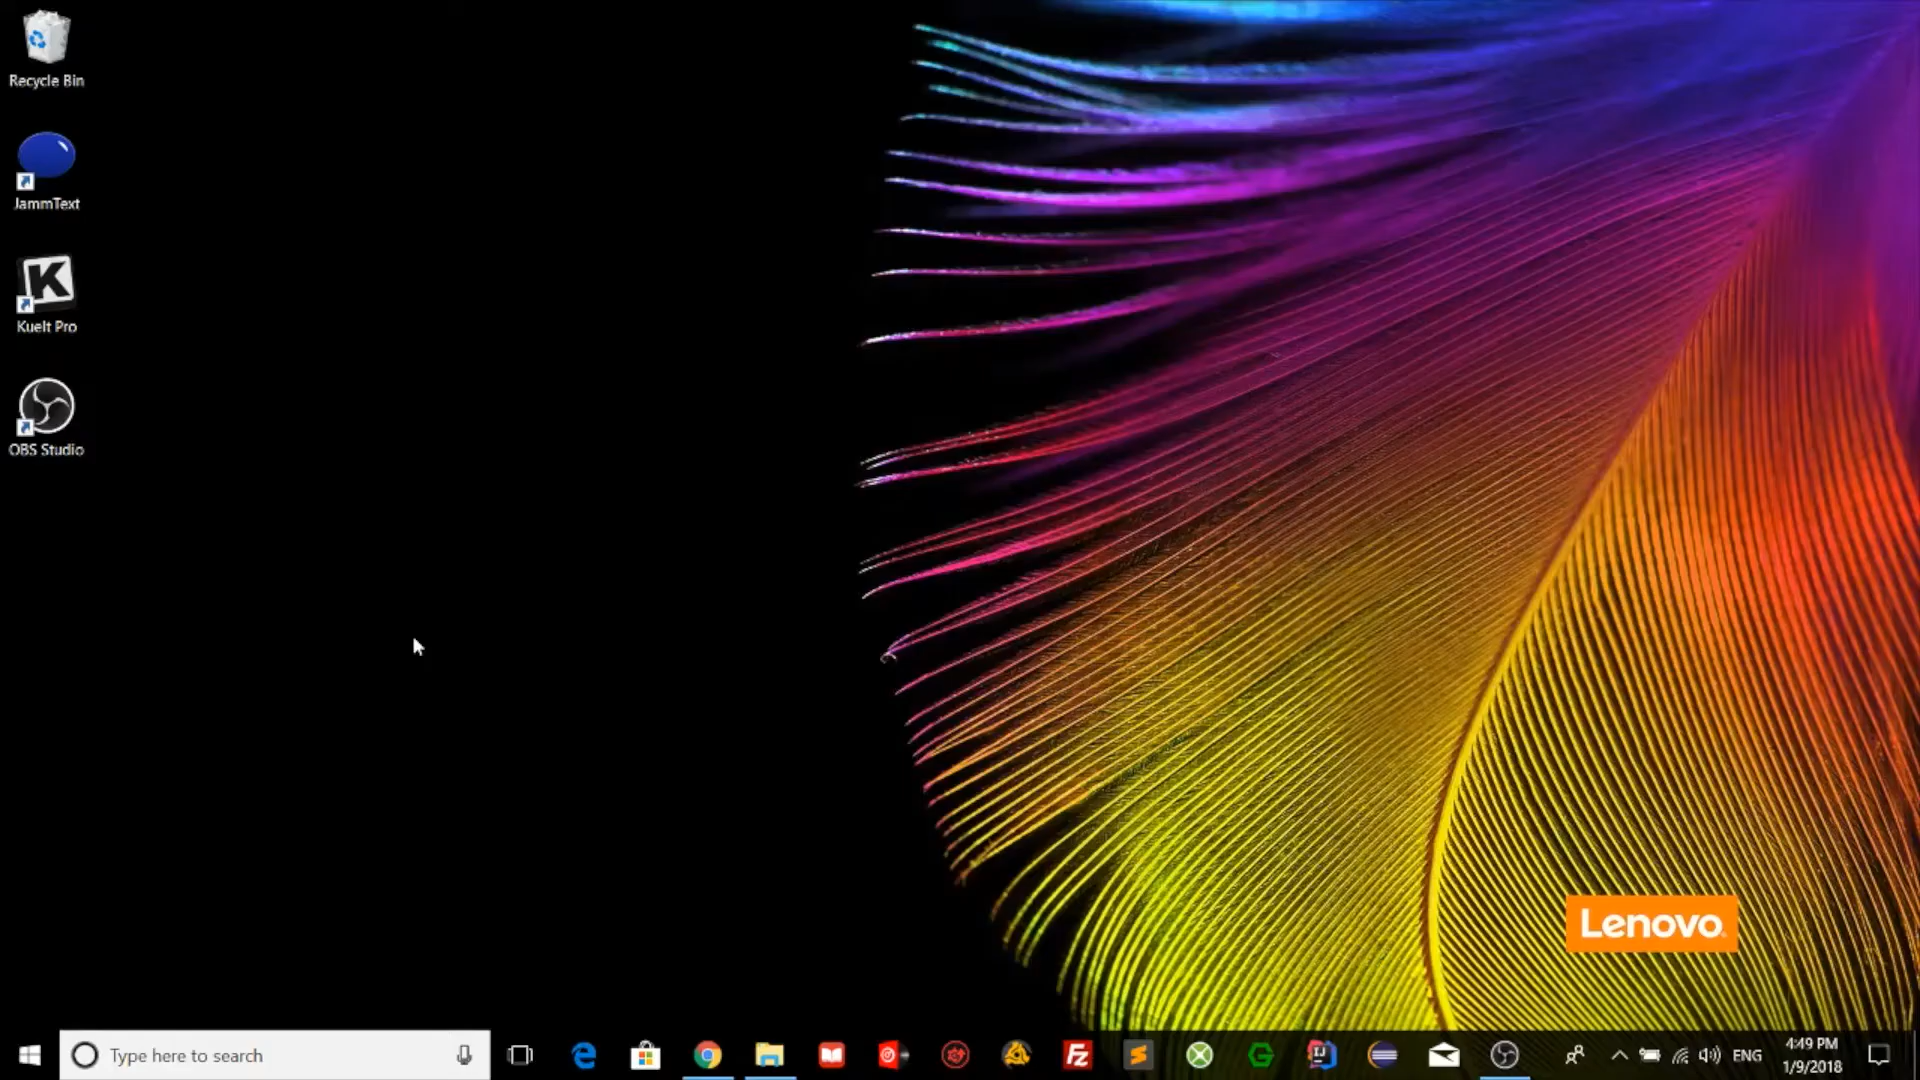 Recycle Bin
JammText
KueIt Pro
OBS Studio
Lenovo
Type here to search
ENG
4:49 PM
1/9/2018